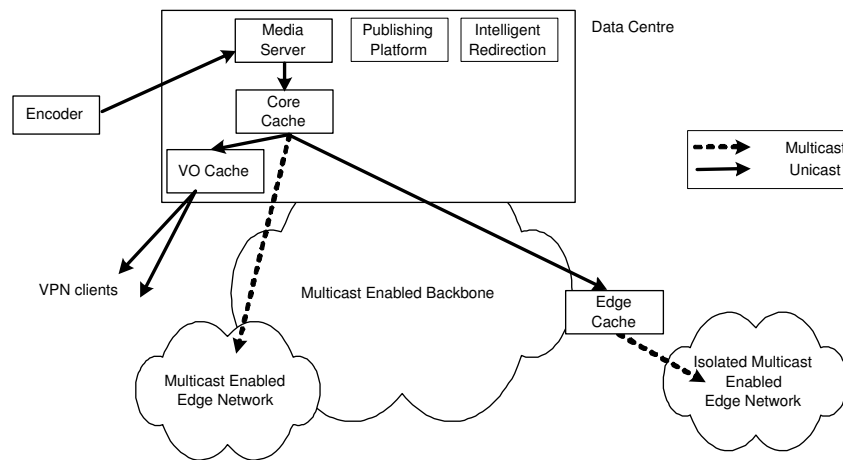 Media
Server
Publishing
Platform
Intelligent
Redirection
Data Centre
Encoder
Core
Cache
VO Cache
Multicast
Unicast
VPN clients
Multicast Enabled Backbone
Edge
Cache
Multicast Enabled
Edge Network
Isolated Multicast
Enabled
Edge Network